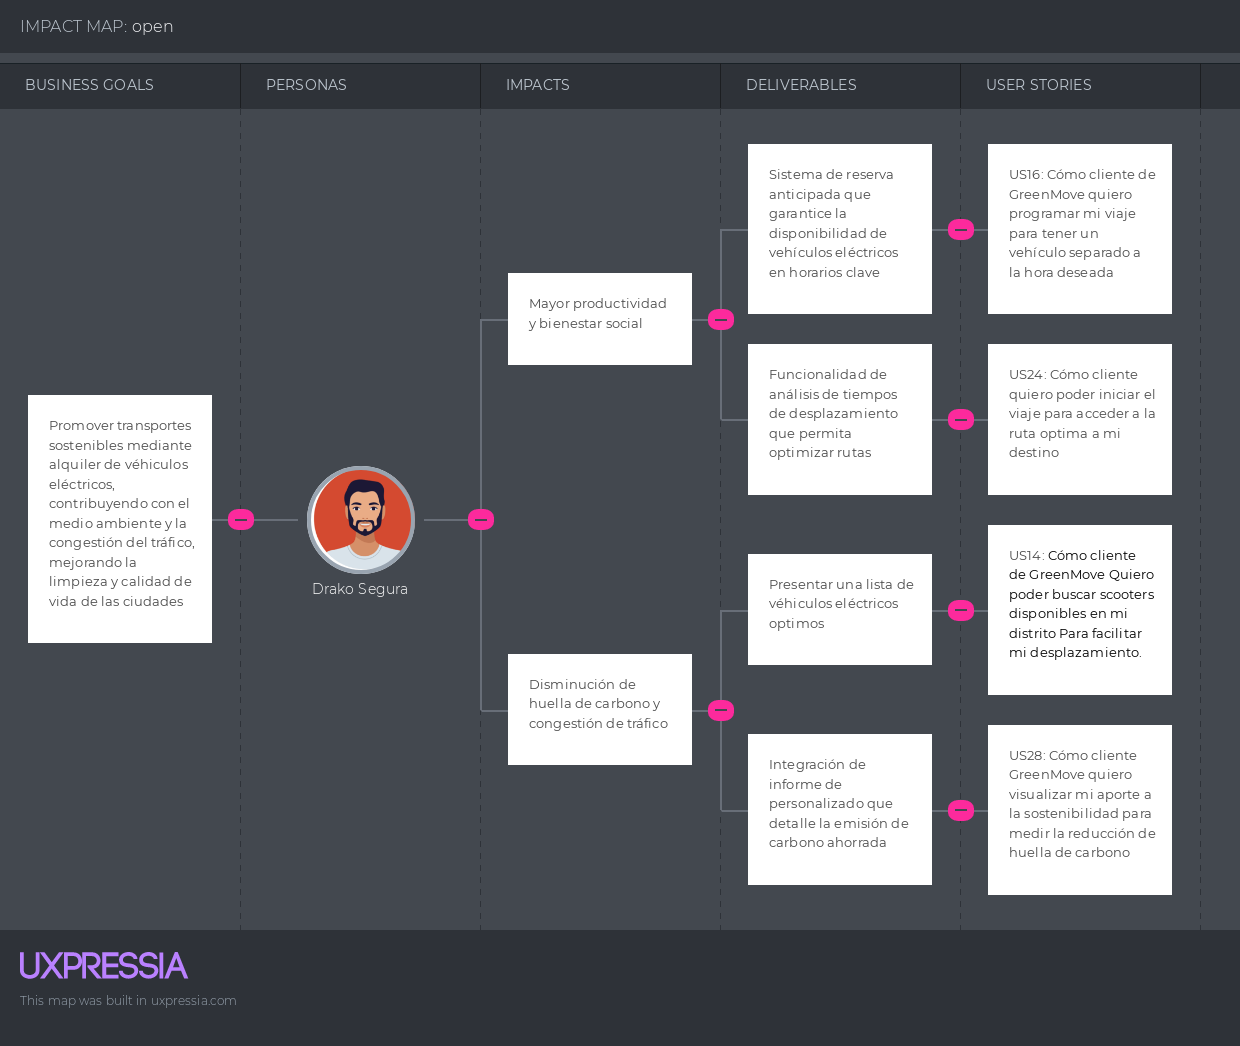 IMPACT MAP: open
BUSINESS GOALS
PERSONAS
IMPACTS
DELIVERABLES
USER STORIES
Promover transportes
sostenibles mediante
alquiler de véhiculos
eléctricos,
contribuyendo con el
medio ambiente y la
congestión del tráfico,
mejorando la
limpieza y calidad de
vida de las ciudades
Drako Segura
Mayor productividad
y bienestar social
Sistema de reserva
anticipada que
garantice la
disponibilidad de
vehículos eléctricos
en horarios clave
US16: Cómo cliente de
GreenMove quiero
programar mi viaje
para tener un
vehículo separado a
la hora deseada
Funcionalidad de
análisis de tiempos
de desplazamiento
que permita
optimizar rutas
US24: Cómo cliente
quiero poder iniciar el
viaje para acceder a la
ruta optima a mi
destino
Disminución de
huella de carbono y
congestión de tráfico
Presentar una lista de
véhiculos eléctricos
optimos
US14: Cómo cliente
de GreenMove Quiero
poder buscar scooters
disponibles en mi
distrito Para facilitar
mi desplazamiento.
Integración de
informe de
personalizado que
detalle la emisión de
carbono ahorrada
US28: Cómo cliente
GreenMove quiero
visualizar mi aporte a
la sostenibilidad para
medir la reducción de
huella de carbono
UXPRESSIA
This map was built in uxpressia.com